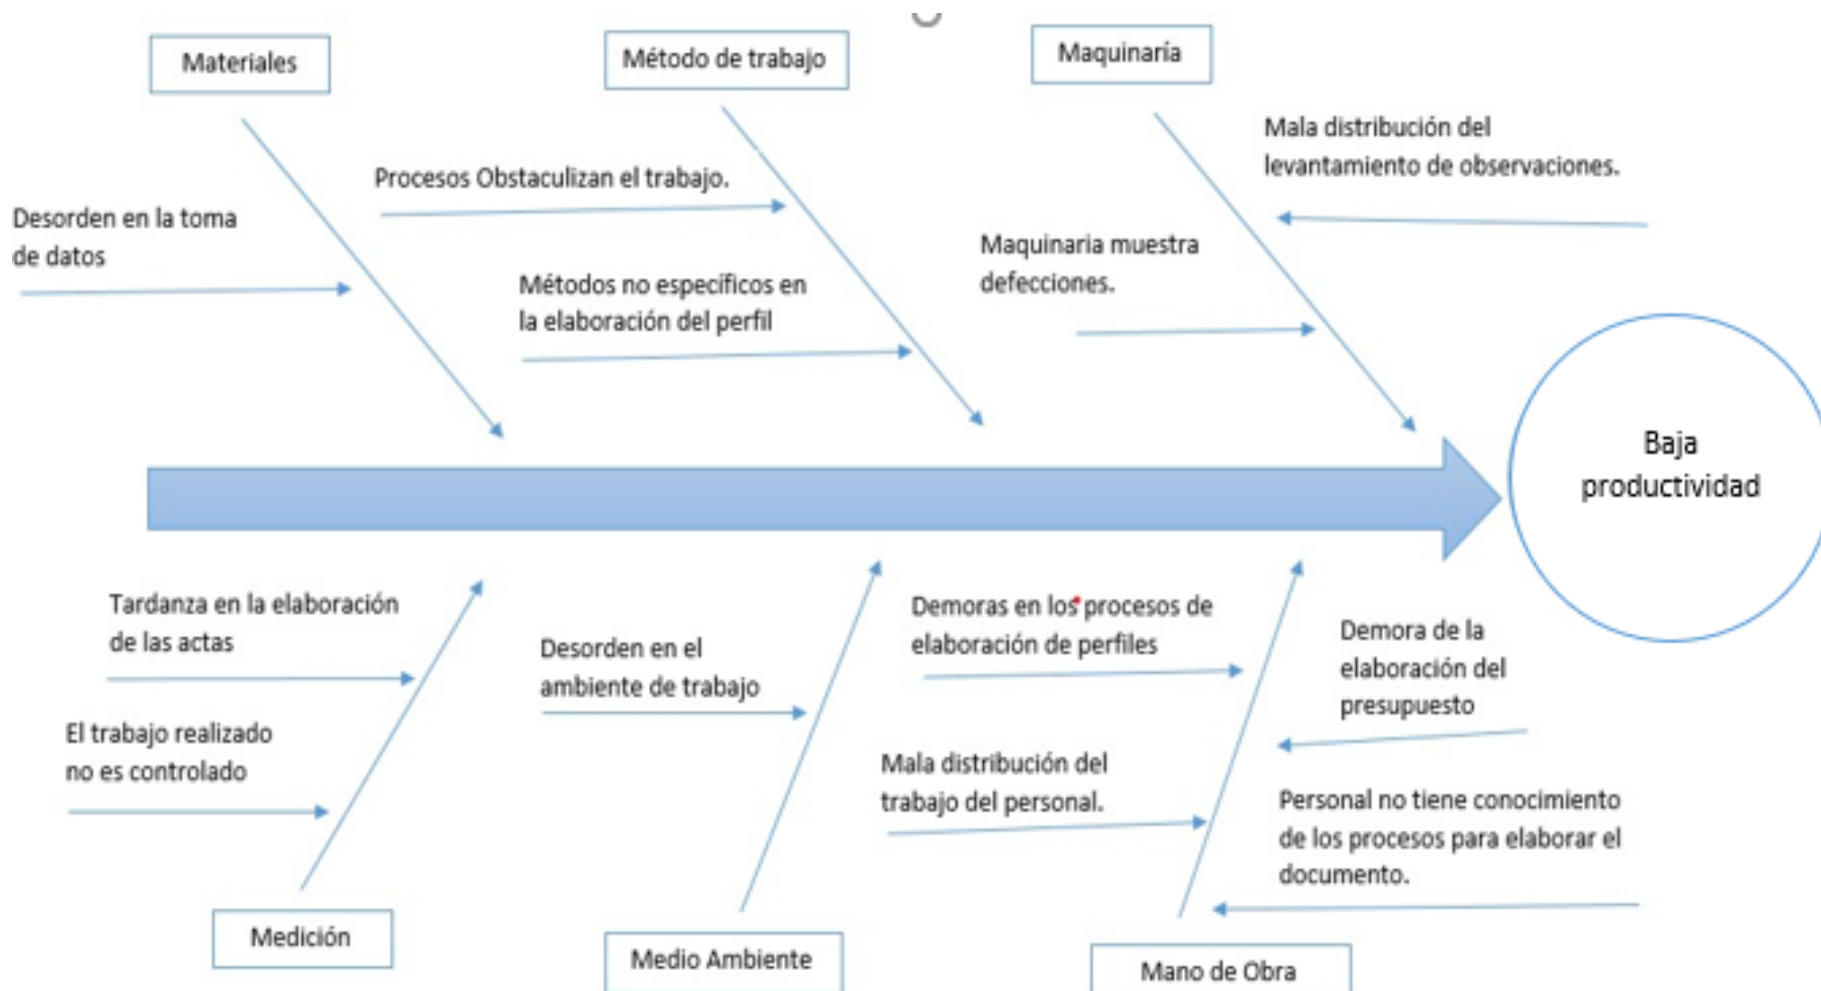 Materiales
Método de trabajo
Maquinaría
Mala distribución del
levantamiento de observaciones.
Procesos Obstaculizan el trabajo.
Desorden en la toma
de datos
Maquinaria muestra
defecciones.
Métodos no específicos en
la elaboración del perfil
Baja
productividad
Tardanza en la elaboración
de las actas
Desorden en el
ambiente de trabajo
Demoras en los procesos de
elaboración de perfiles
Demora de la
elaboración del
presupuesto
El trabajo realizado
no es controlado
Mala distribución del
trabajo del personal.
Personal no tiene conocimiento
de los procesos para elaborar el
documento.
Medición
Medio Ambiente
Mano de Obra